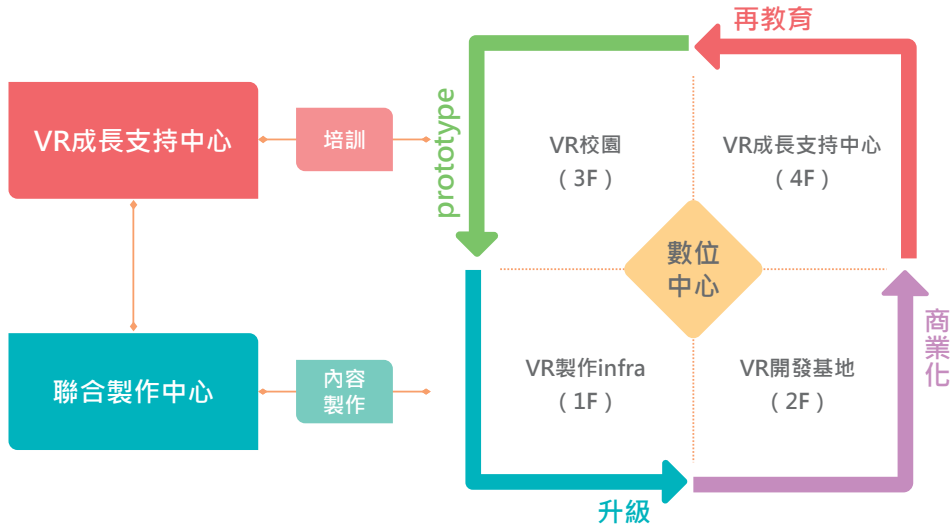 再教育
prototype
VR成長支持中心
培訓
VR校園
（3F）
VR成長支持中心
（4F）
數位
中心
商業化
聯合製作中心
內容
製作
VR製作infra
（1F）
VR開發基地
（2F）
升級